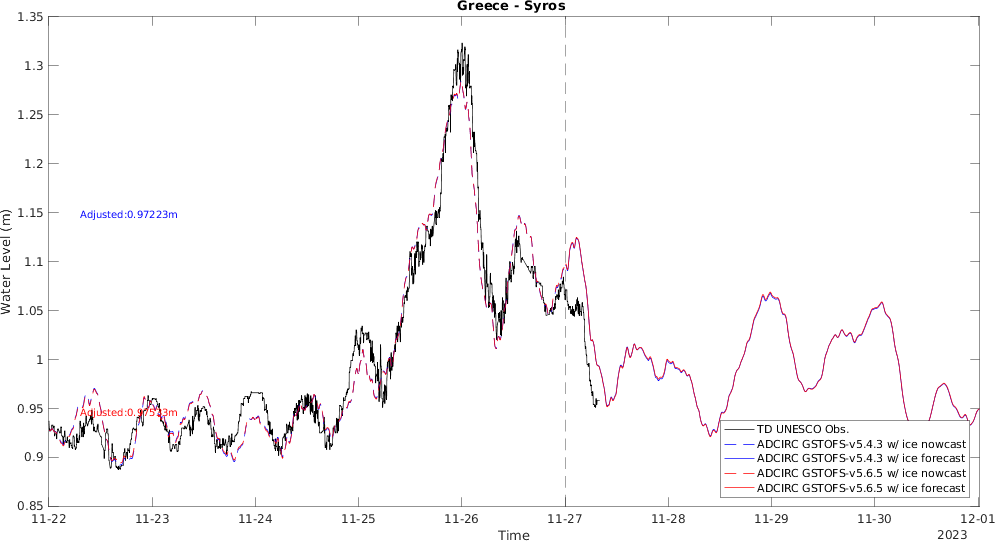 Greece - Syros
1.35
1.3
1.25
1.2
1.15
1.1
1.05
1
0.95
0.9
0.85
Water Level (m)
Adjusted:0.97223m
Adjusted:0.97523m
TD UNESCO Obs.
ADCIRC GSTOFS-v5.4.3 w/ ice nowcast
ADCIRC GSTOFS-v5.4.3 w/ ice forecast
ADCIRC GSTOFS-v5.6.5 w/ ice nowcast
ADCIRC GSTOFS-v5.6.5 w/ ice forecast
11-22 11-23 11-24 11-25 11-26 11-27 11-28 11-29 11-30 12-01
Time
2023